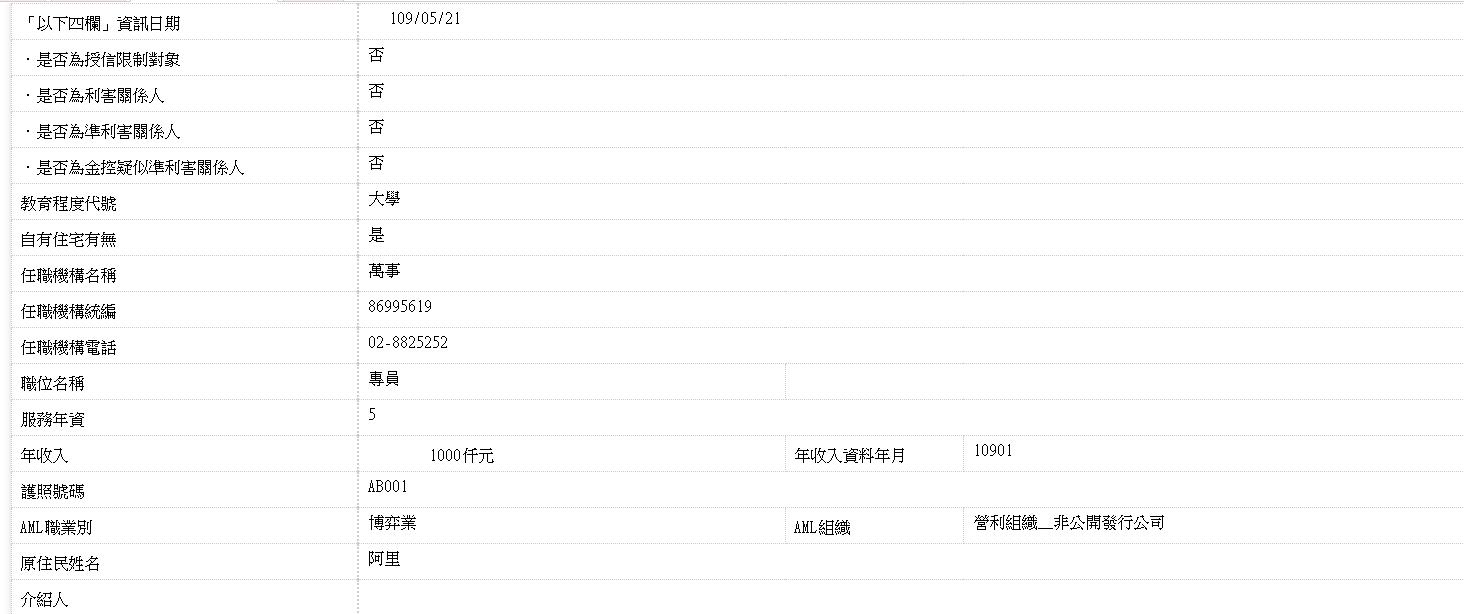 「以下四欄」資訊日期 109/05/21
．是否為授信限制對象 否
．是否為利害關係人 否
．是否為準利害關係人 否
．是否為金控疑似準利害關係人 否
教育程度代號 大學
自有住宅有無 是
任職機構名稱 萬事
任職機構統編 86995619
任職機構電話 02-8825252
職位名稱 專員
服務年資 5
年收入 1000仟元 年收入資料年月 10901
護照號碼 AB001
AML職業別 博弈業 AML組織 營利組織__非公開發行公司
原住民姓名 阿里
介紹人